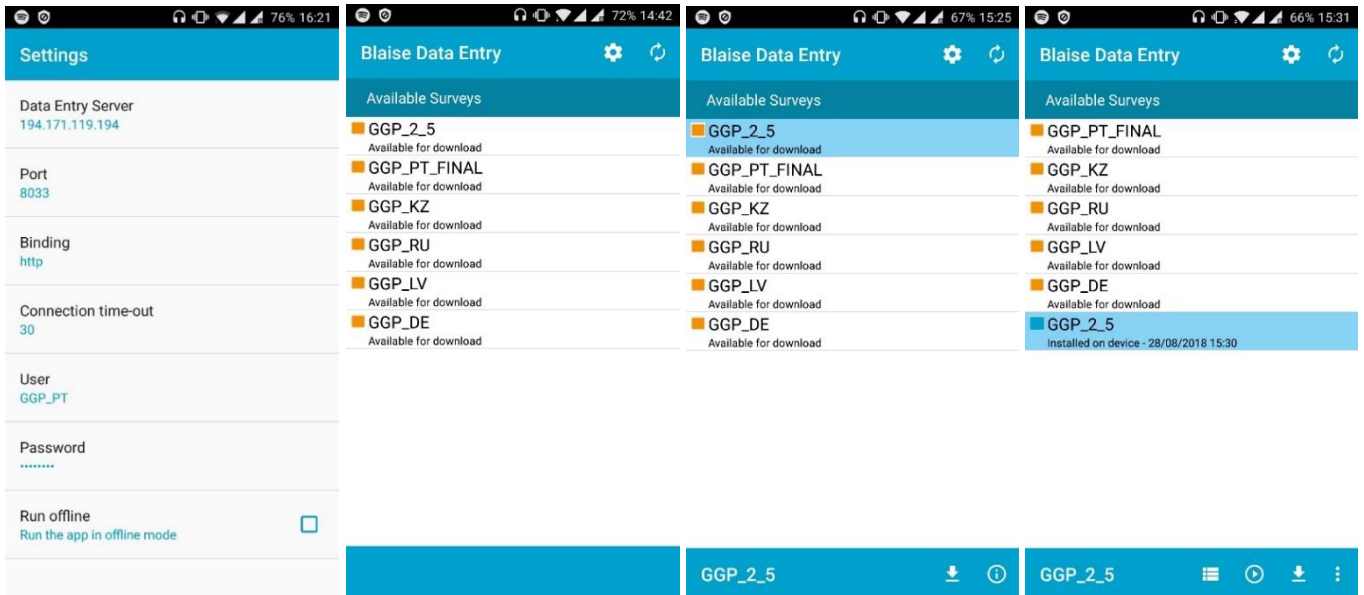 76% 16:21
Settings
Data Entry Server
194.171.119.194
Port
8033
Binding
http
Connection time-out
30
User
GGP_PT
Password
••••••••
Run offline
Run the app in offline mode
72% 14:42
Blaise Data Entry
Available Surveys
GGP_2_5
Available for download
GGP_PT_FINAL
Available for download
GGP_KZ
Available for download
GGP_RU
Available for download
GGP_LV
Available for download
GGP_DE
Available for download
67% 15:25
Blaise Data Entry
Available Surveys
GGP_2_5
Available for download
GGP_PT_FINAL
Available for download
GGP_KZ
Available for download
GGP_RU
Available for download
GGP_LV
Available for download
GGP_DE
Available for download
GGP_2_5
66% 15:31
Blaise Data Entry
Available Surveys
GGP_PT_FINAL
Available for download
GGP_KZ
Available for download
GGP_RU
Available for download
GGP_LV
Available for download
GGP_DE
Available for download
GGP_2_5
Installed on device - 28/08/2018 15:30
GGP_2_5